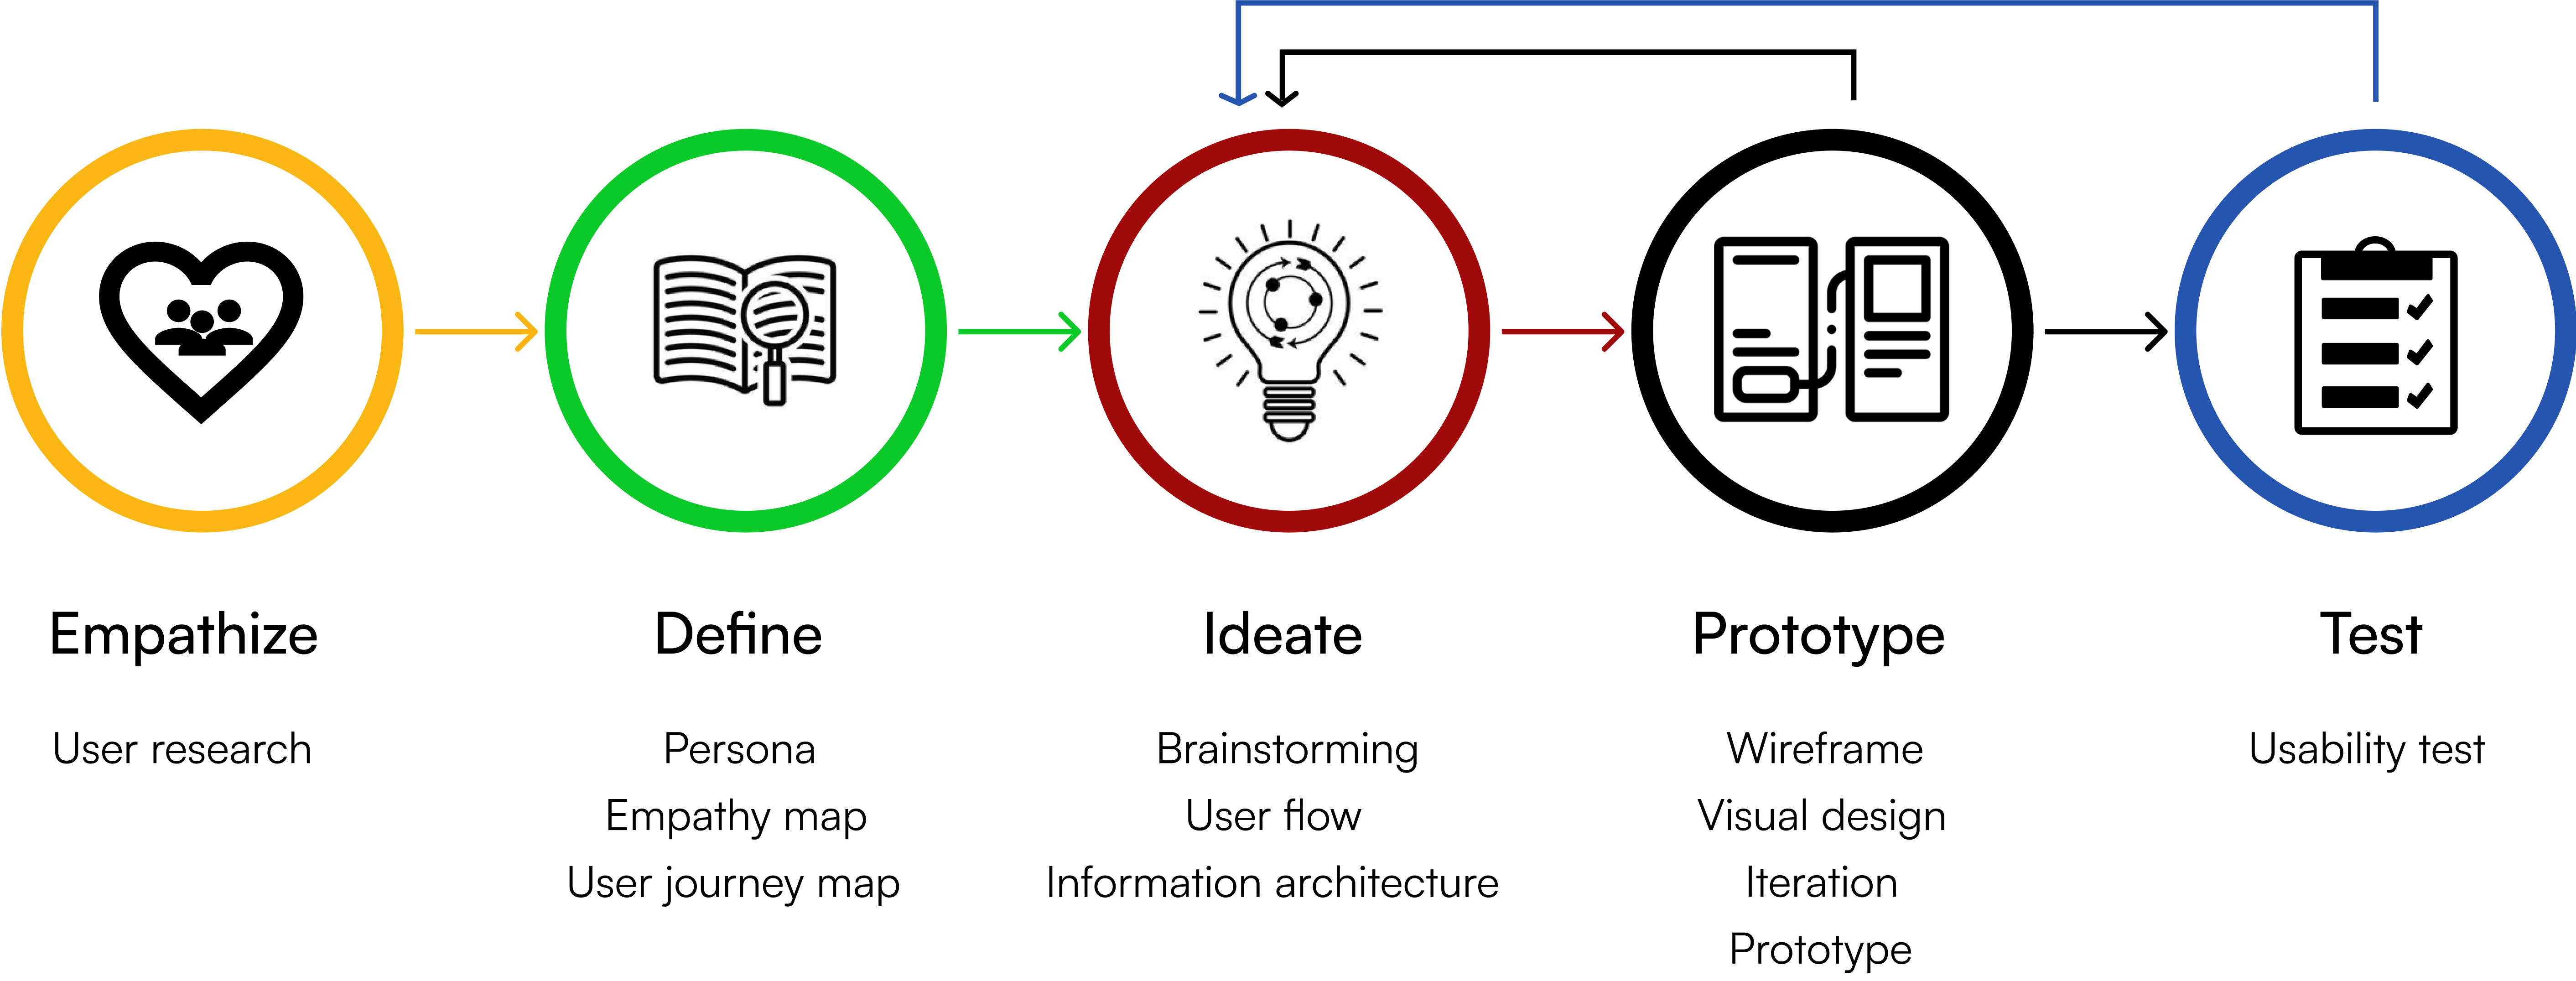 Empathize
User research
Define
Persona
Empathy map
User journey map
Ideate
Brainstorming
User flow
Information architecture
Prototype
Wireframe
Visual design
Iteration
Prototype
Test
Usability test